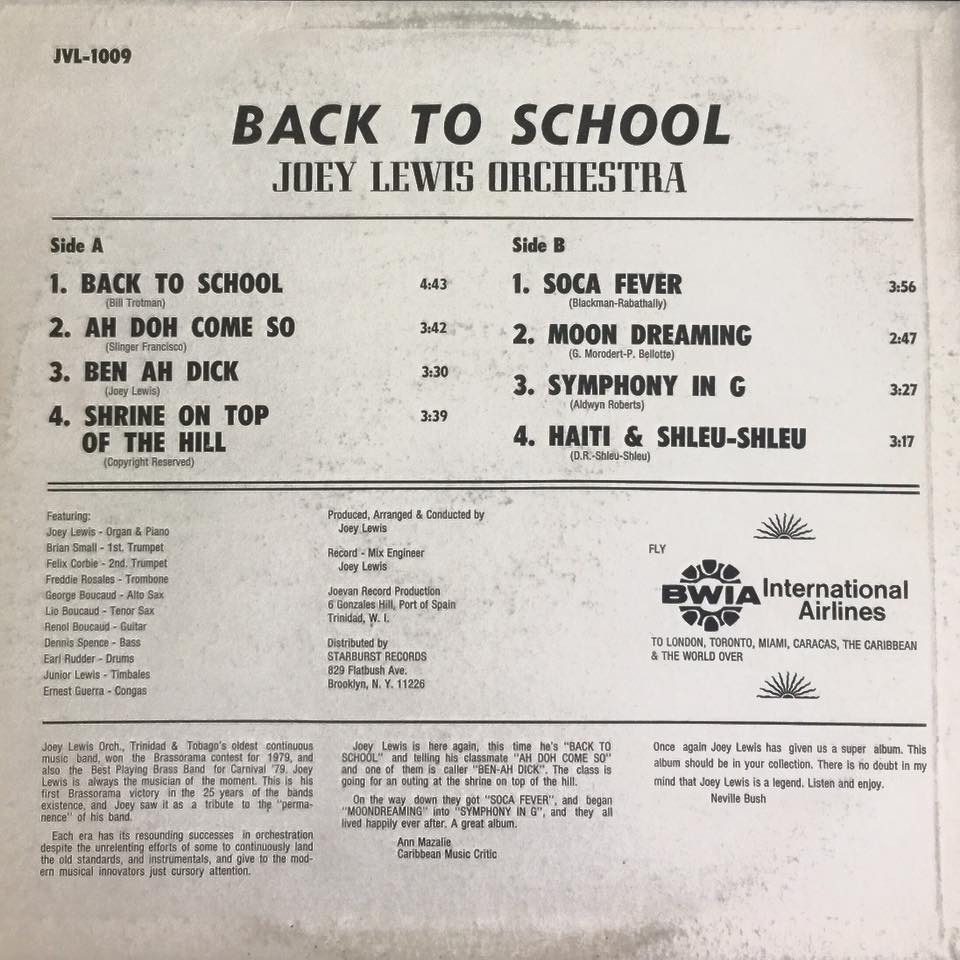 JVL-1009
BACK TO SCHOOL
JOEY LEWIS ORCHESTRA
Side A
1. BACK TO SCHOOL 4:43
(Bill Trotman)
2. AH DOH COME SO 3:42
(Slinger Francisco)
3. BEN AH DICK 3:30
(Joey Lewis)
4. SHRINE ON TOP 3:39
OF THE HILL
(Copyright Reserved)
Side B
1. SOCA FEVER 3:56
(Blackman-Rabathally)
2. MOON DREAMING 2:47
(G. Morodert-P. Bellotte)
3. SYMPHONY IN G 3:27
(Aldwyn Roberts)
4. HAITI & SHLEU-SHLEU 3:17
(D.R.-Shleu-Shleu)
Featuring:
Joey Lewis - Organ & Piano
Brian Small - 1st. Trumpet
Felix Corbie - 2nd. Trumpet
Freddie Rosales - Trombone
George Boucaud - Alto Sax
Lio Boucaud - Tenor Sax
Renol Boucaud - Guitar
Dennis Spence - Bass
Earl Rudder - Drums
Junior Lewis - Timbales
Ernest Guerra - Congas
Produced, Arranged & Conducted by
Joey Lewis
Record - Mix Engineer
Joey Lewis
Joevan Record Production
6 Gonzales Hill, Port of Spain
Trinidad, W. I.
Distributed by
STARBURST RECORDS
829 Flatbush Ave.
Brooklyn, N. Y. 11226
FLY
BWIA International
Airlines
TO LONDON, TORONTO, MIAMI, CARACAS, THE CARIBBEAN
& THE WORLD OVER
Joey Lewis Orch., Trinidad & Tobago's oldest continuous
music band, won the Brassorama contest for 1979, and
also the Best Playing Brass Band for Carnival '79. Joey
Lewis is always the musician of the moment. This is his
first Brassorama victory in the 25 years of the bands
existence, and Joey saw it as a tribute to the "perma-
nence" of his band.
Each era has its resounding successes in orchestration
despite the unrelenting efforts of some to continously land
the old standards, and instrumentals, and give to the mod-
ern musical innovators just cursory attention.
Joey Lewis is here again, this time he's "BACK TO
SCHOOL" and telling his classmate "AH DOH COME SO"
and one of them is caller "BEN-AH DICK". The class is
going for an outing at the shrine on top of the hill.
On the way down they got "SOCA FEVER", and began
"MOONDREAMING" into "SYMPHONY IN G", and they all
lived happily ever after. A great album.
Ann Mazalie
Caribbean Music Critic
Once again Joey Lewis has given us a super album. This
album should be in your collection. There is no doubt in my
mind that Joey Lewis is a legend. Listen and enjoy.
Neville Bush